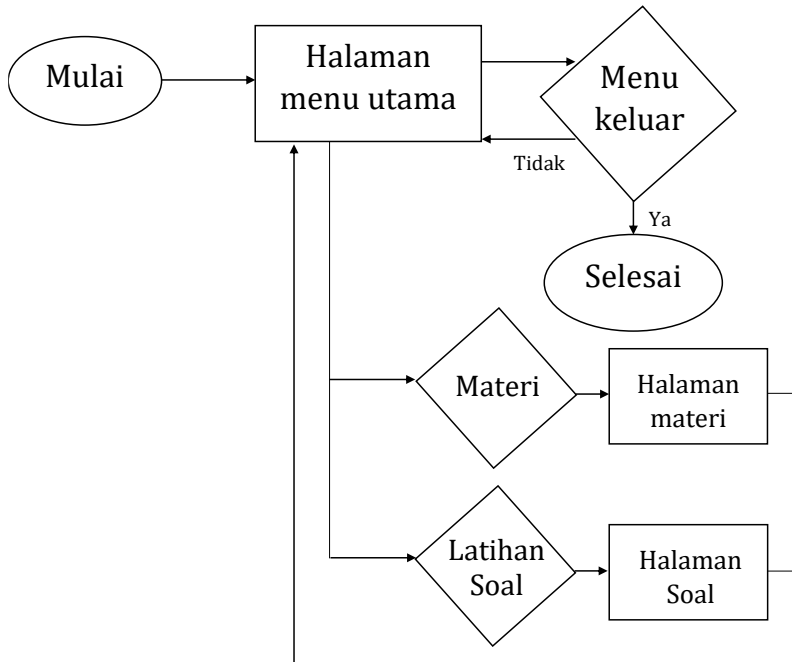 Mulai
Halaman
menu utama
Menu
keluar
Tidak
Ya
Selesai
Materi
Halaman
materi
Latihan
Soal
Halaman
Soal